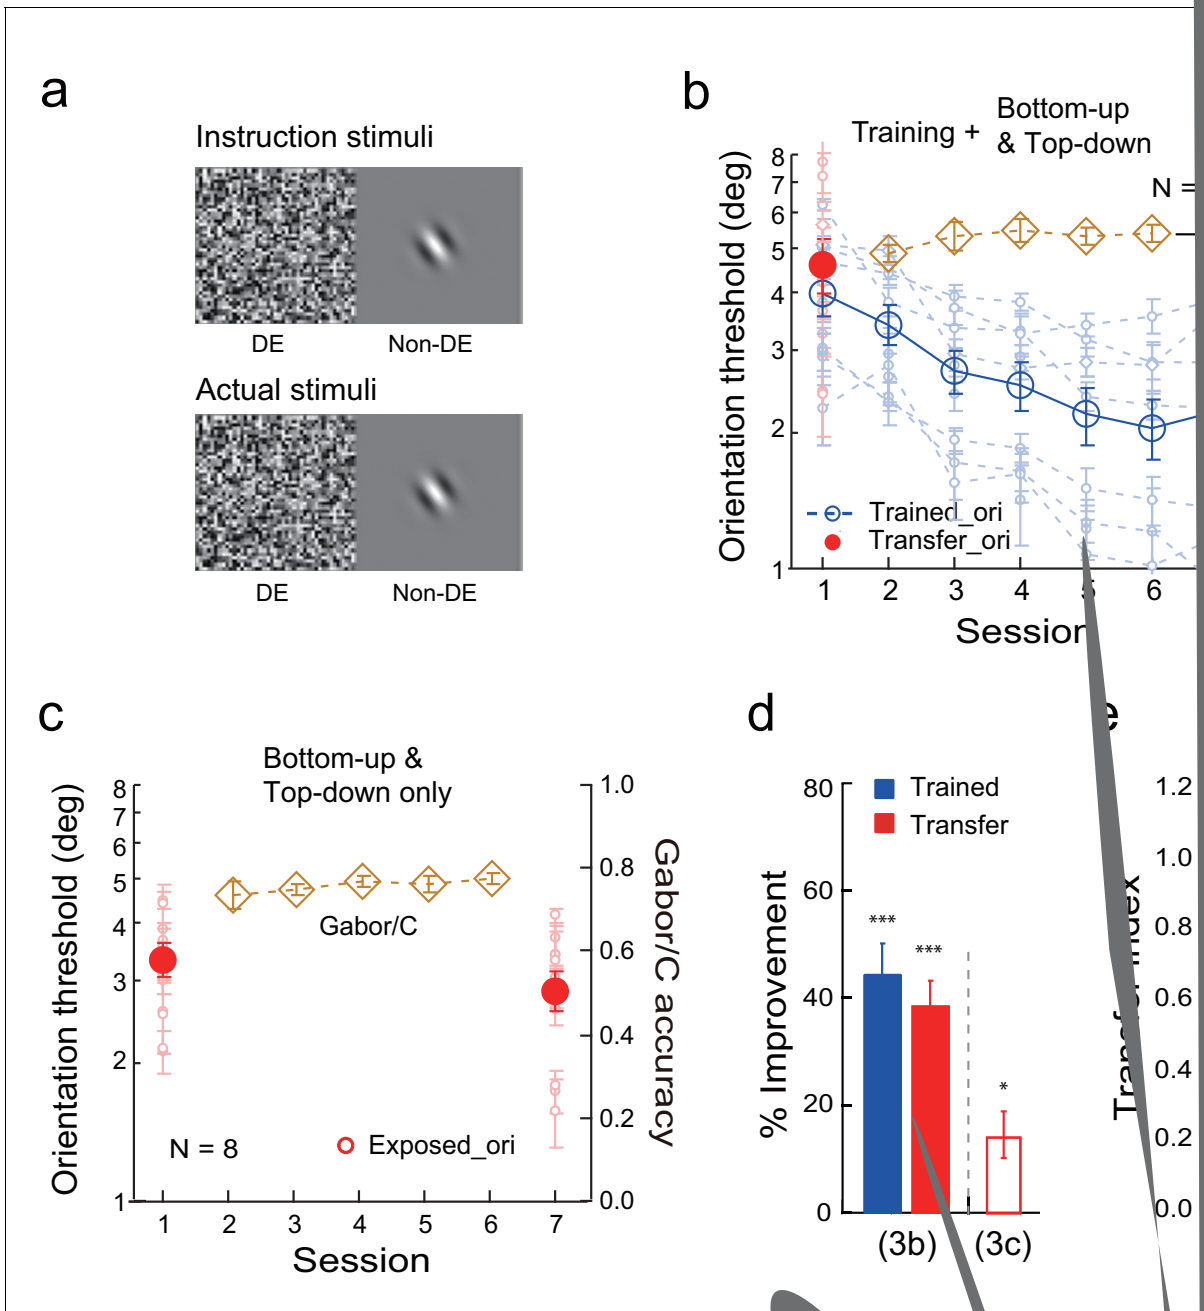 a
Instruction stimuli
DE
Non-DE
Actual stimuli
DE
Non-DE
b
Training +
Bottom-up
& Top-down
N =
Orientation threshold (deg)
8
7
6
5
4
3
2
1
Trained_ori
Transfer_ori
1 2 3 4 5 6
Session
c
Bottom-up &
Top-down only
Orientation threshold (deg)
8
7
6
5
4
3
2
1
Gabor/C
N = 8
Exposed_ori
1.0
0.8
0.6
0.4
0.2
0.0
Gabor/C accuracy
1 2 3 4 5 6 7
Session
d
% Improvement
80
60
40
20
0
Trained
Transfer
***
***
*
(3b) (3c)
e
Transfer Index
1.2
1.0
0.8
0.6
0.4
0.2
0.0